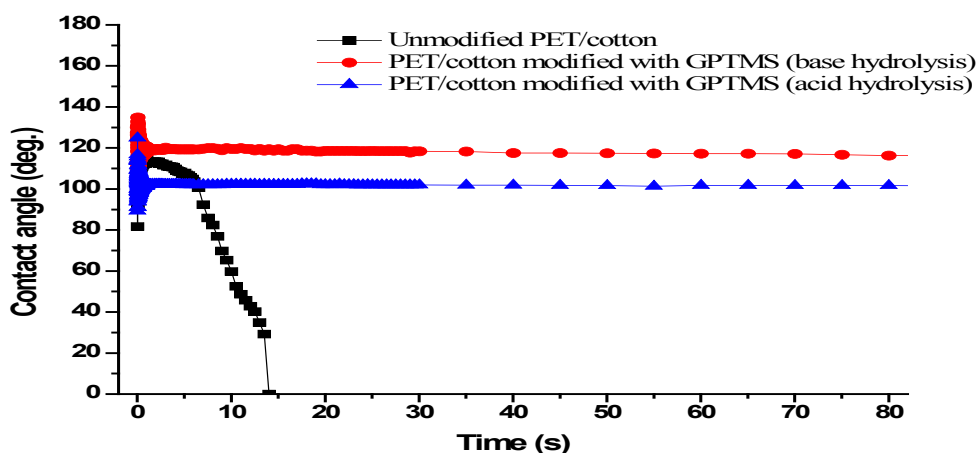 180
160
140
120
100
80
60
40
20
0
Contact angle (deg.)
Unmodified PET/cotton
PET/cotton modified with GPTMS (base hydrolysis)
PET/cotton modified with GPTMS (acid hydrolysis)
0 10 20 30 40 50 60 70 80
Time (s)